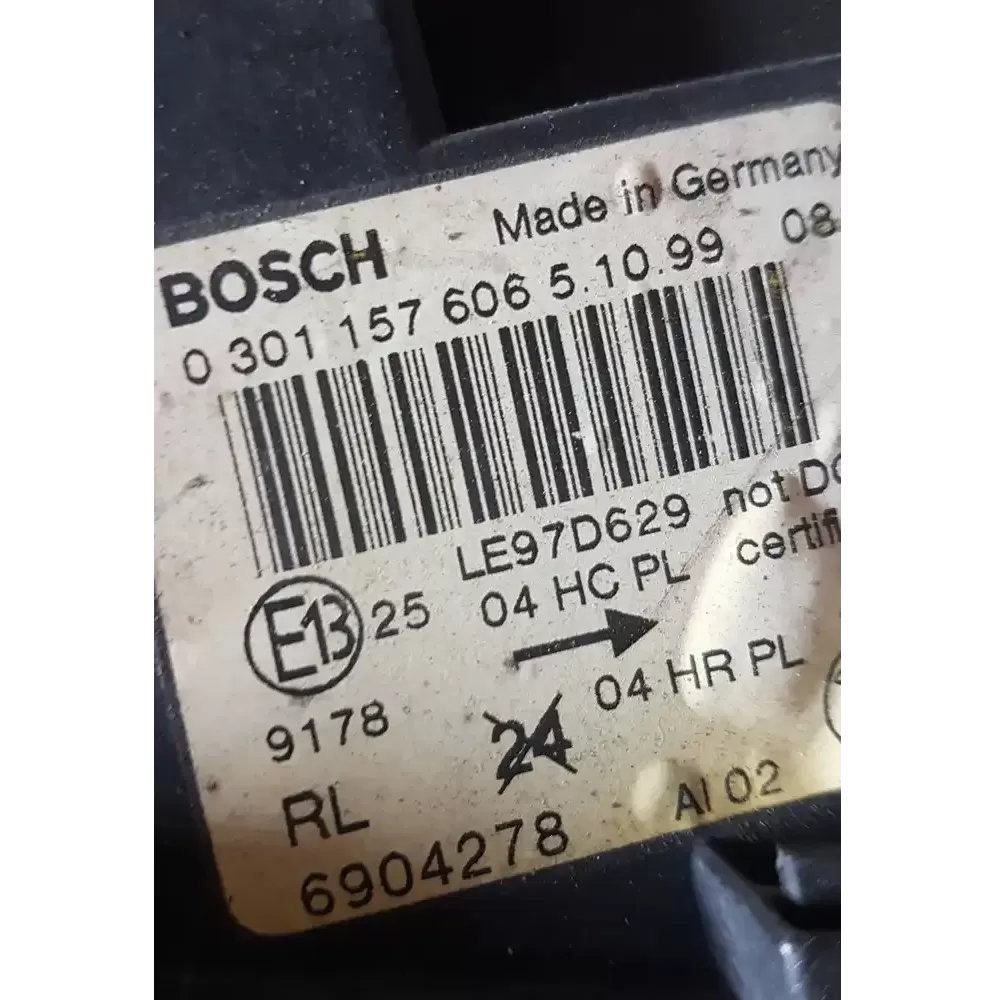 BOSCH Made in Germany
0 301 157 606 5.10.99 08
LE97D629 not
E13 25 04 HC PL
9178 04 HR PL
24
RL AI 02
6904278